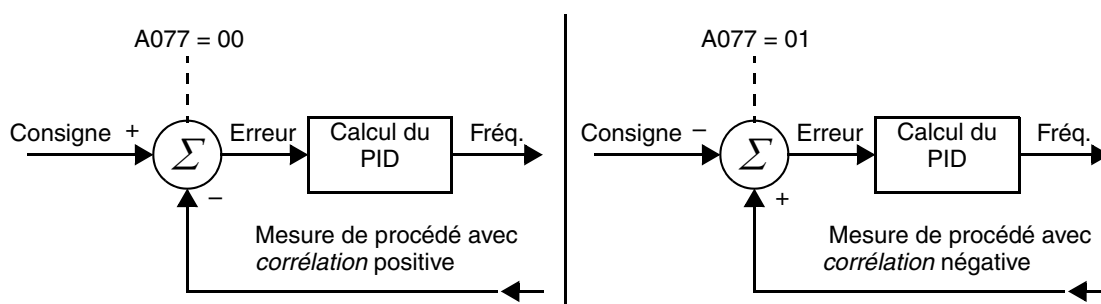 A077 = 00
Consigne +
Erreur
Calcul du
PID
Fréq.
Σ
–
Mesure de procédé avec
corrélation positive
A077 = 01
Consigne –
Erreur
Calcul du
PID
Fréq.
Σ
+
Mesure de procédé avec
corrélation négative